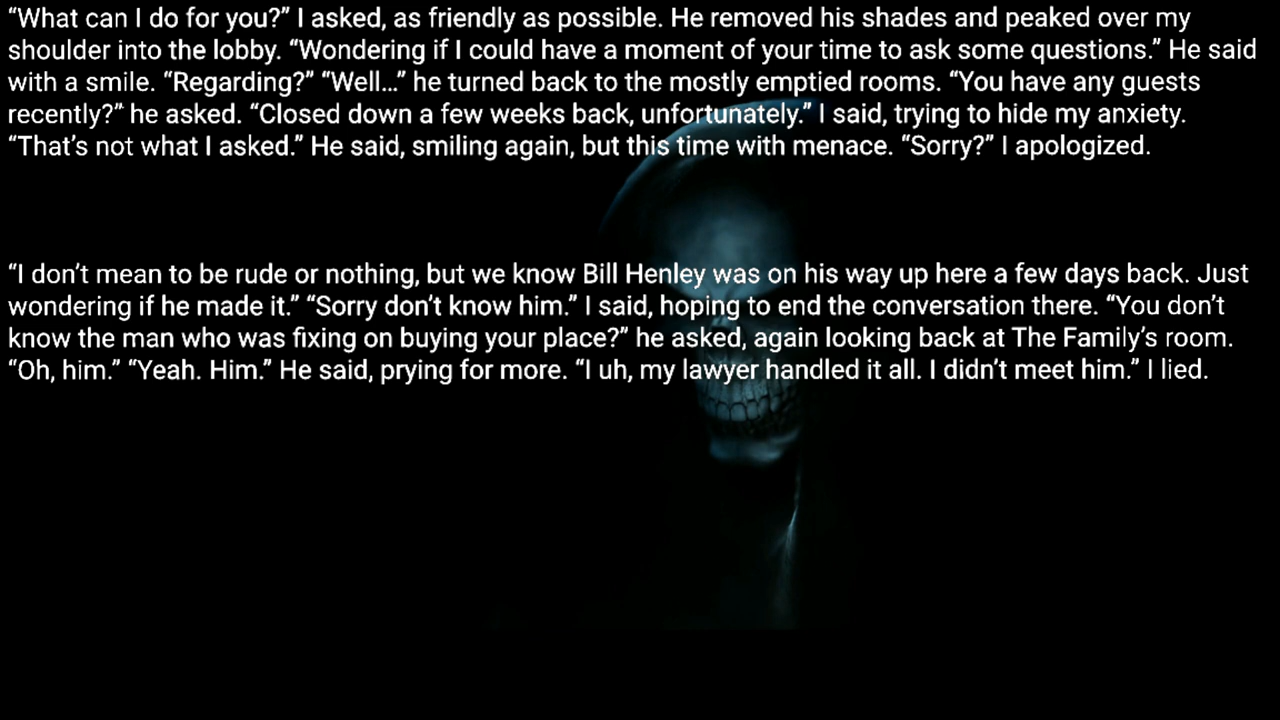 “What can I do for you?” I asked, as friendly as possible. He removed his shades and peaked over my
shoulder into the lobby. “Wondering if I could have a moment of your time to ask some questions.” He said
with a smile. “Regarding?” “Well…” he turned back to the mostly emptied rooms. “You have any guests
recently?” he asked. “Closed down a few weeks back, unfortunately.” I said, trying to hide my anxiety.
“That’s not what I asked.” He said, smiling again, but this time with menace. “Sorry?” I apologized.
“I don’t mean to be rude or nothing, but we know Bill Henley was on his way up here a few days back. Just
wondering if he made it.” “Sorry don’t know him.” I said, hoping to end the conversation there. “You don’t
know the man who was fixing on buying your place?” he asked, again looking back at The Family’s room.
“Oh, him.” “Yeah. Him.” He said, prying for more. “I uh, my lawyer handled it all. I didn’t meet him.” I lied.